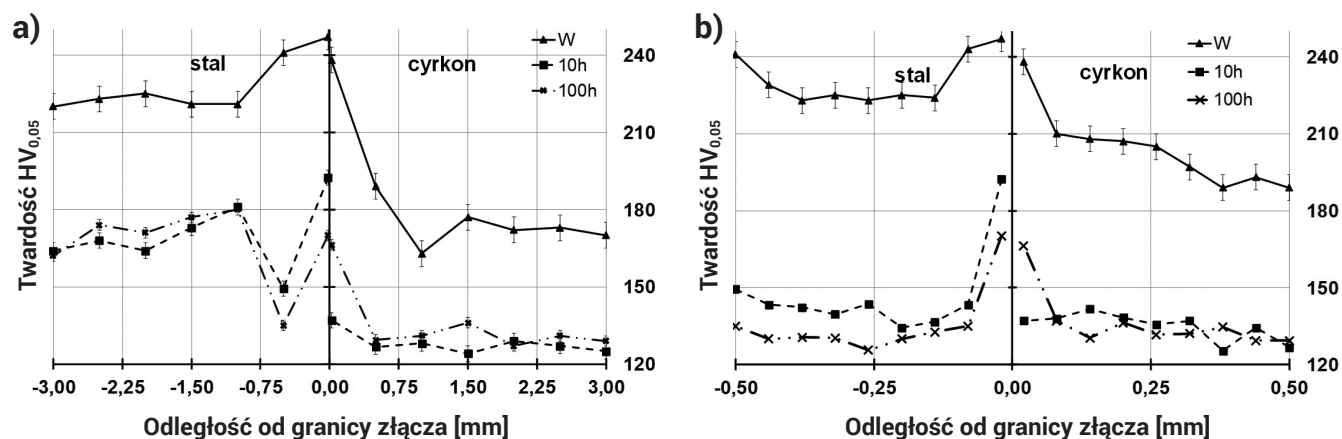 a)
Twardość HV0,05
stal
cyrkon
W
10h
100h
240
210
180
150
120
-3,00 -2,25 -1,50 -0,75 0,00 0,75 1,50 2,25 3,00
Odległość od granicy złącza [mm]
b)
Twardość HV0,05
stal
cyrkon
W
10h
100h
240
210
180
150
120
-0,50 -0,25 0,00 0,25 0,50
Odległość od granicy złącza [mm]